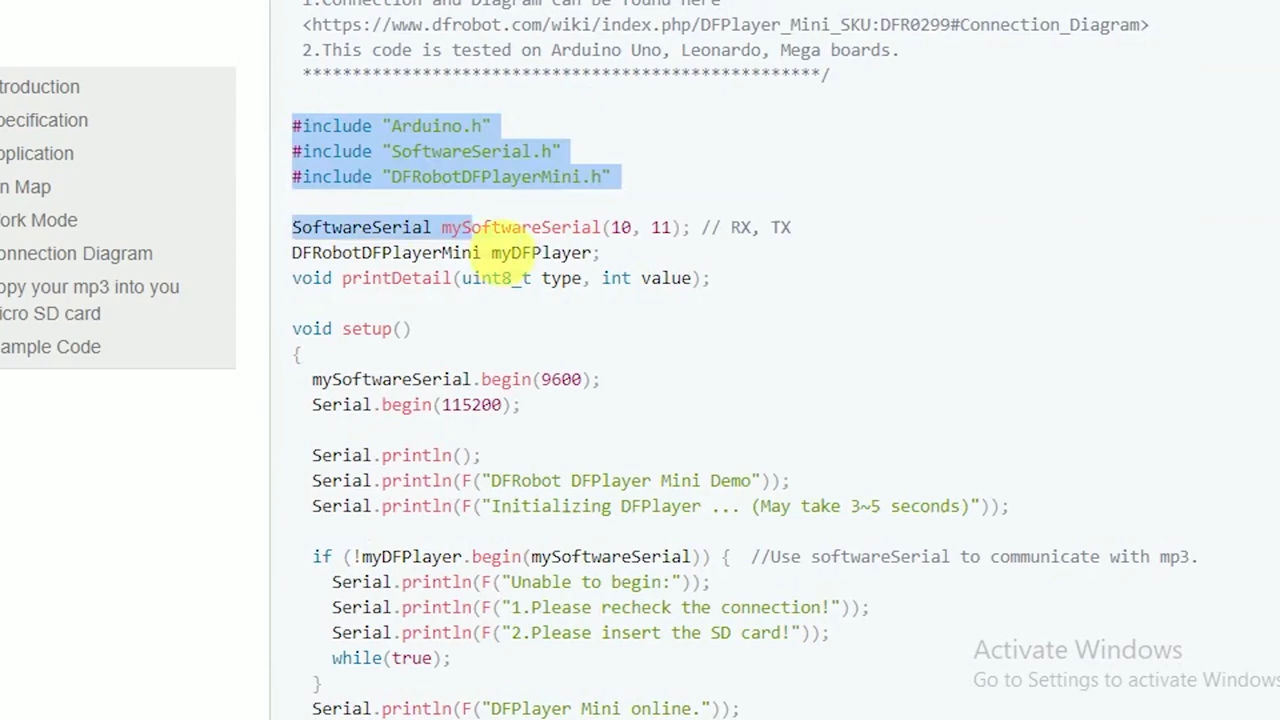 1.Connection and Diagram can be found here
<https://www.dfrobot.com/wiki/index.php/DFPlayer_Mini_SKU:DFR0299#Connection_Diagram>
2.This code is tested on Arduino Uno, Leonardo, Mega boards.
****************************************************/
#include "Arduino.h"
#include "SoftwareSerial.h"
#include "DFRobotDFPlayerMini.h"
SoftwareSerial mySoftwareSerial(10, 11); // RX, TX
DFRobotDFPlayerMini myDFPlayer;
void printDetail(uint8_t type, int value);
void setup()
{
  mySoftwareSerial.begin(9600);
  Serial.begin(115200);
  Serial.println();
  Serial.println(F("DFRobot DFPlayer Mini Demo"));
  Serial.println(F("Initializing DFPlayer ... (May take 3~5 seconds)"));
  if (!myDFPlayer.begin(mySoftwareSerial)) {  //Use softwareSerial to communicate with mp3.
    Serial.println(F("Unable to begin:"));
    Serial.println(F("1.Please recheck the connection!"));
    Serial.println(F("2.Please insert the SD card!"));
    while(true);
  }
  Serial.println(F("DFPlayer Mini online."));
troduction
pecification
pplication
n Map
ork Mode
onnection Diagram
opy your mp3 into you
icro SD card
ample Code
Activate Windows
Go to Settings to activate Windows